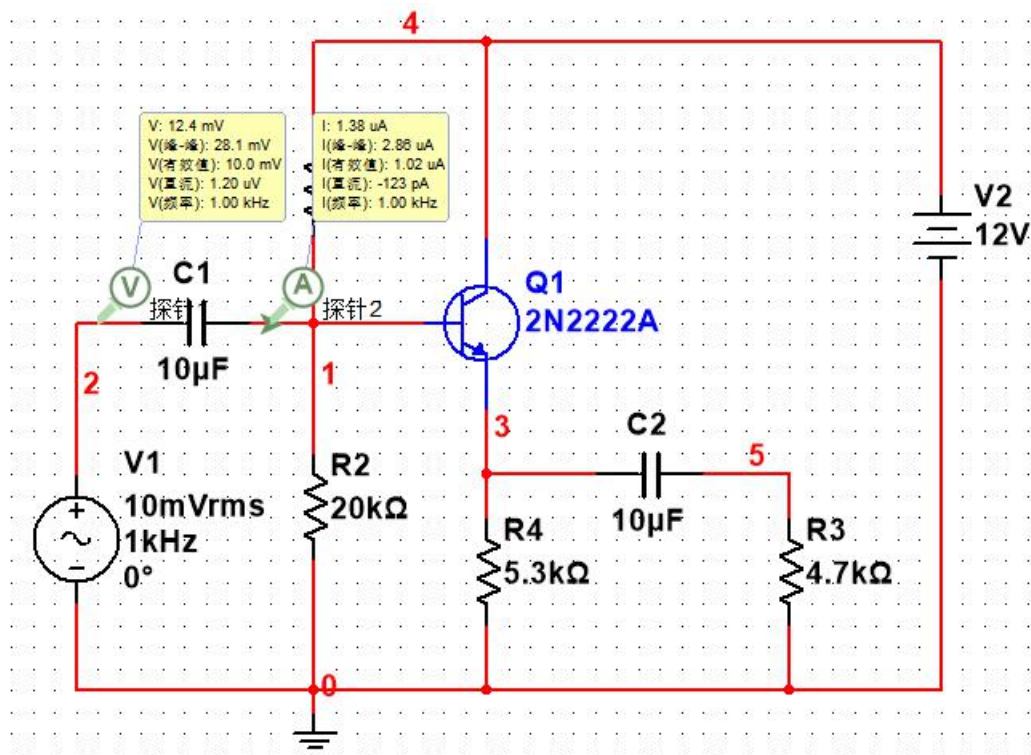 4
V: 12.4 mV
V(峰-峰): 28.1 mV
V(有效值): 10.0 mV
V(直流): 1.20 uV
V(频率): 1.00 kHz
I: 1.38 uA
I(峰-峰): 2.86 uA
I(有效值): 1.02 uA
I(直流): -123 pA
I(频率): 1.00 kHz
V2
12V
V
C1
A
Q1
探针
探针2
2N2222A
10µF
2
1
3
C2
5
V1
R2
10mVrms
20kΩ
10µF
1kHz
R4
R3
0°
5.3kΩ
4.7kΩ
0